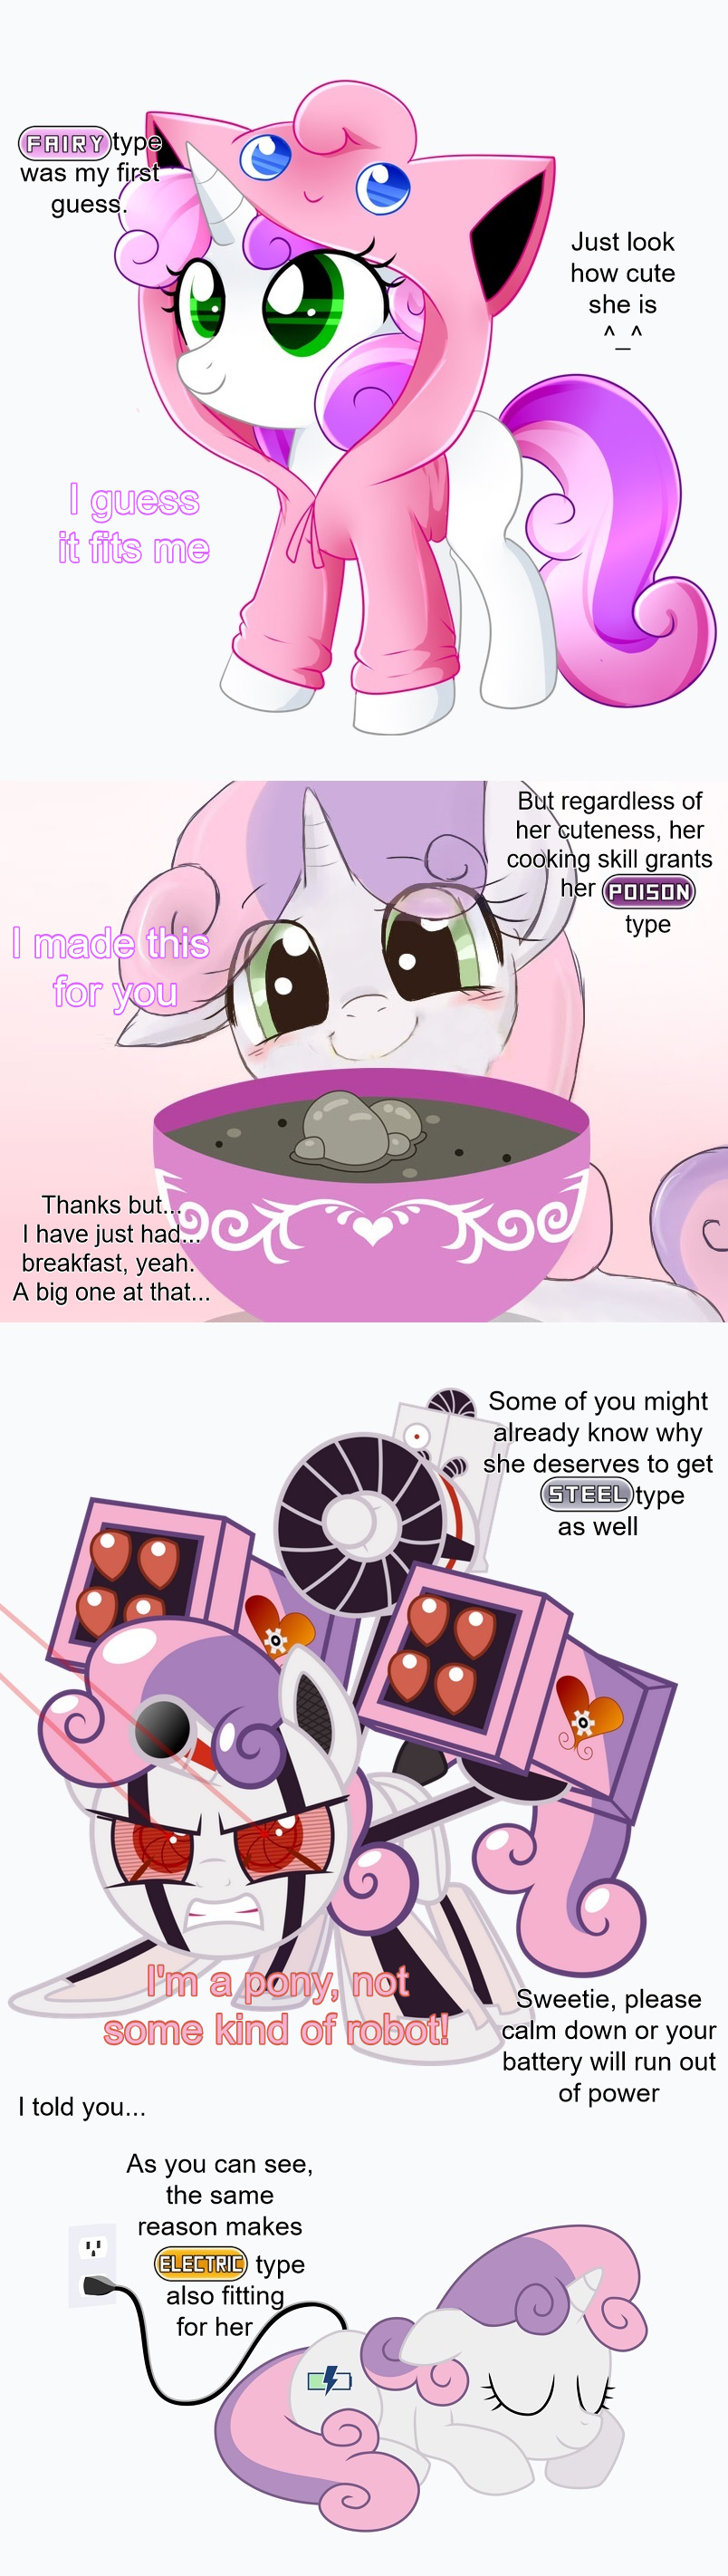 FAIRY type
was my first
guess.
Just look
how cute
she is
^_^
I guess
it fits me
But regardless of
her cuteness, her
cooking skill grants
her POISON
type
I made this
for you
Thanks but...
I have just had...
breakfast, yeah.
A big one at that...
Some of you might
already know why
she deserves to get
STEEL type
as well
I'm a pony, not
some kind of robot!
Sweetie, please
calm down or your
battery will run out
of power
I told you...
As you can see,
the same
reason makes
ELECTRIC type
also fitting
for her